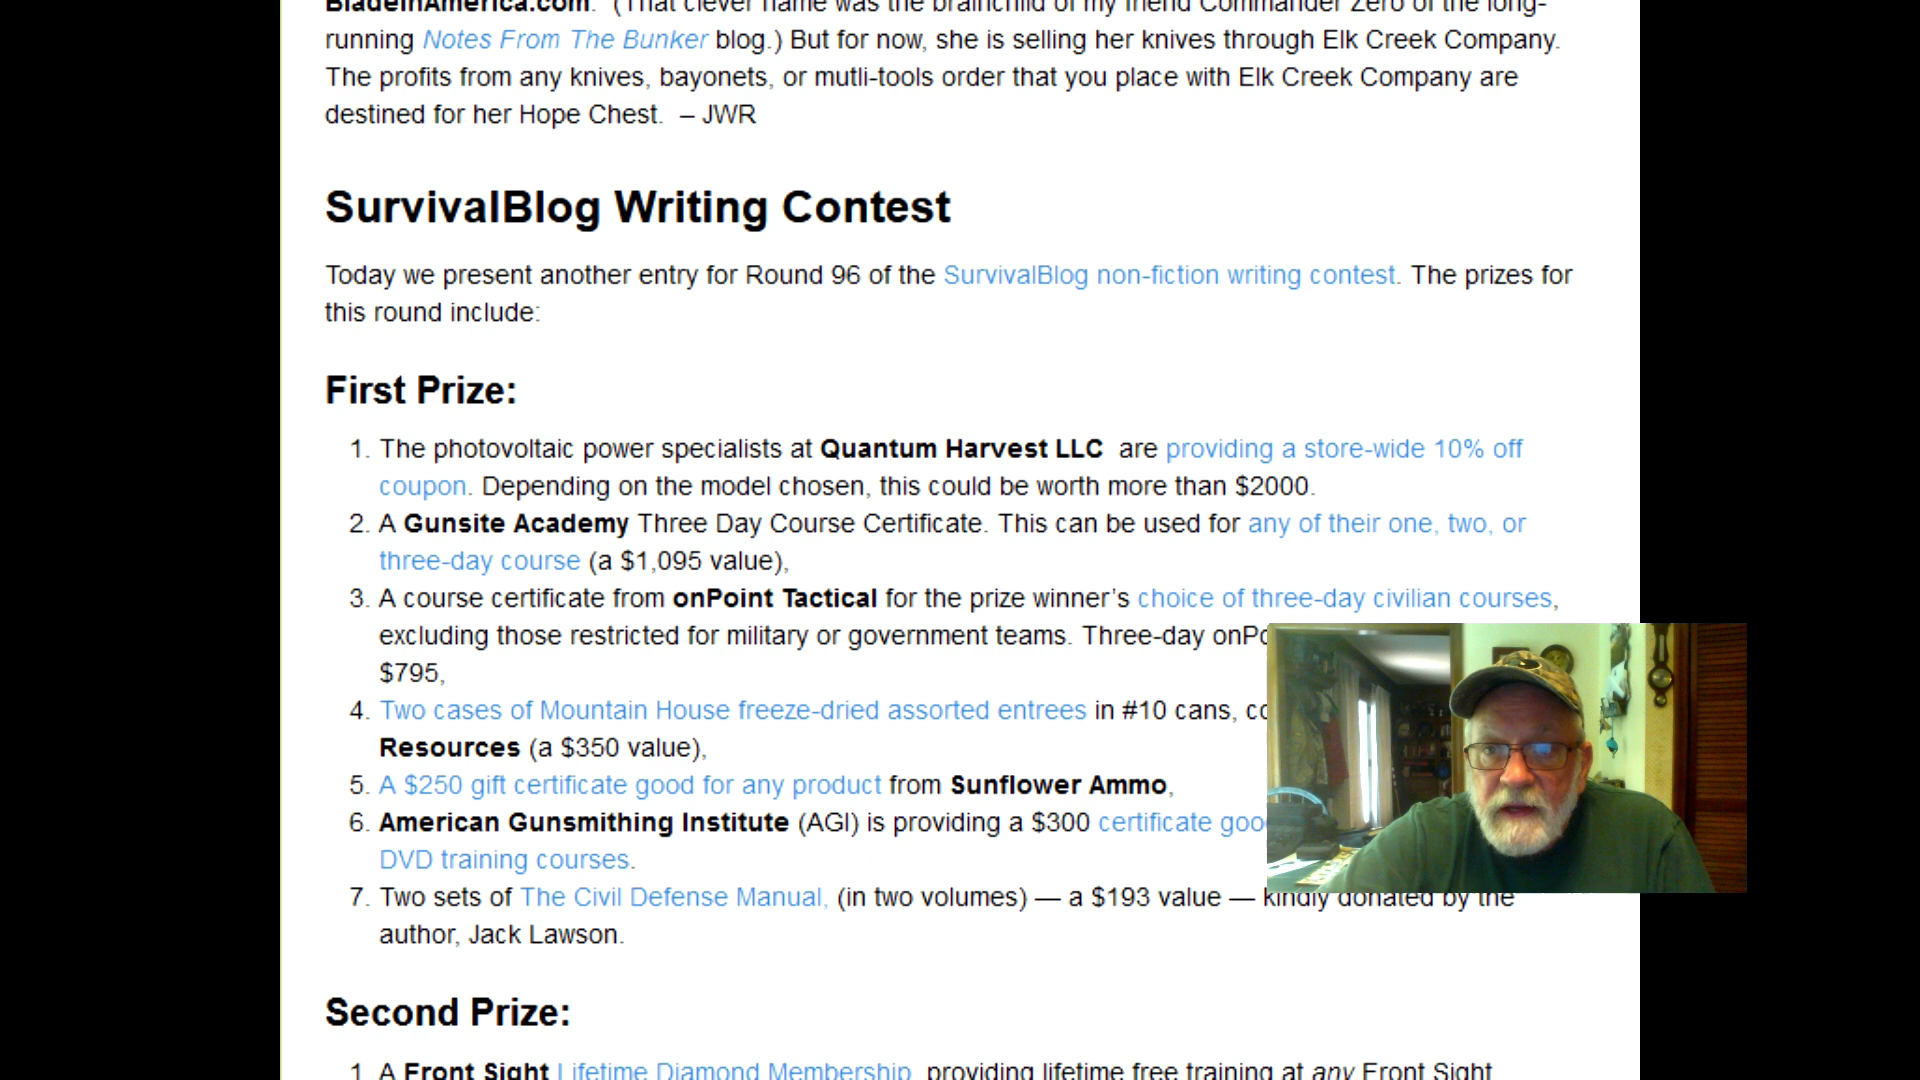 BladeInAmerica.com. (That clever name was the brainchild of my friend Commander Zero of the long-
running Notes From The Bunker blog.) But for now, she is selling her knives through Elk Creek Company.
The profits from any knives, bayonets, or mutli-tools order that you place with Elk Creek Company are
destined for her Hope Chest. – JWR
SurvivalBlog Writing Contest
Today we present another entry for Round 96 of the SurvivalBlog non-fiction writing contest. The prizes for
this round include:
First Prize:
1. The photovoltaic power specialists at Quantum Harvest LLC are providing a store-wide 10% off
coupon. Depending on the model chosen, this could be worth more than $2000.
2. A Gunsite Academy Three Day Course Certificate. This can be used for any of their one, two, or
three-day course (a $1,095 value),
3. A course certificate from onPoint Tactical for the prize winner’s choice of three-day civilian courses,
excluding those restricted for military or government teams. Three-day
$795,
4. Two cases of Mountain House freeze-dried assorted entrees in #10 cans,
Resources (a $350 value),
5. A $250 gift certificate good for any product from Sunflower Ammo,
6. American Gunsmithing Institute (AGI) is providing a $300 certificate
DVD training courses.
7. Two sets of The Civil Defense Manual, (in two volumes) — a $193 value — kindly donated by the
author, Jack Lawson.
Second Prize:
1. A Front Sight Lifetime Diamond Membership, providing lifetime free training at any Front Sight